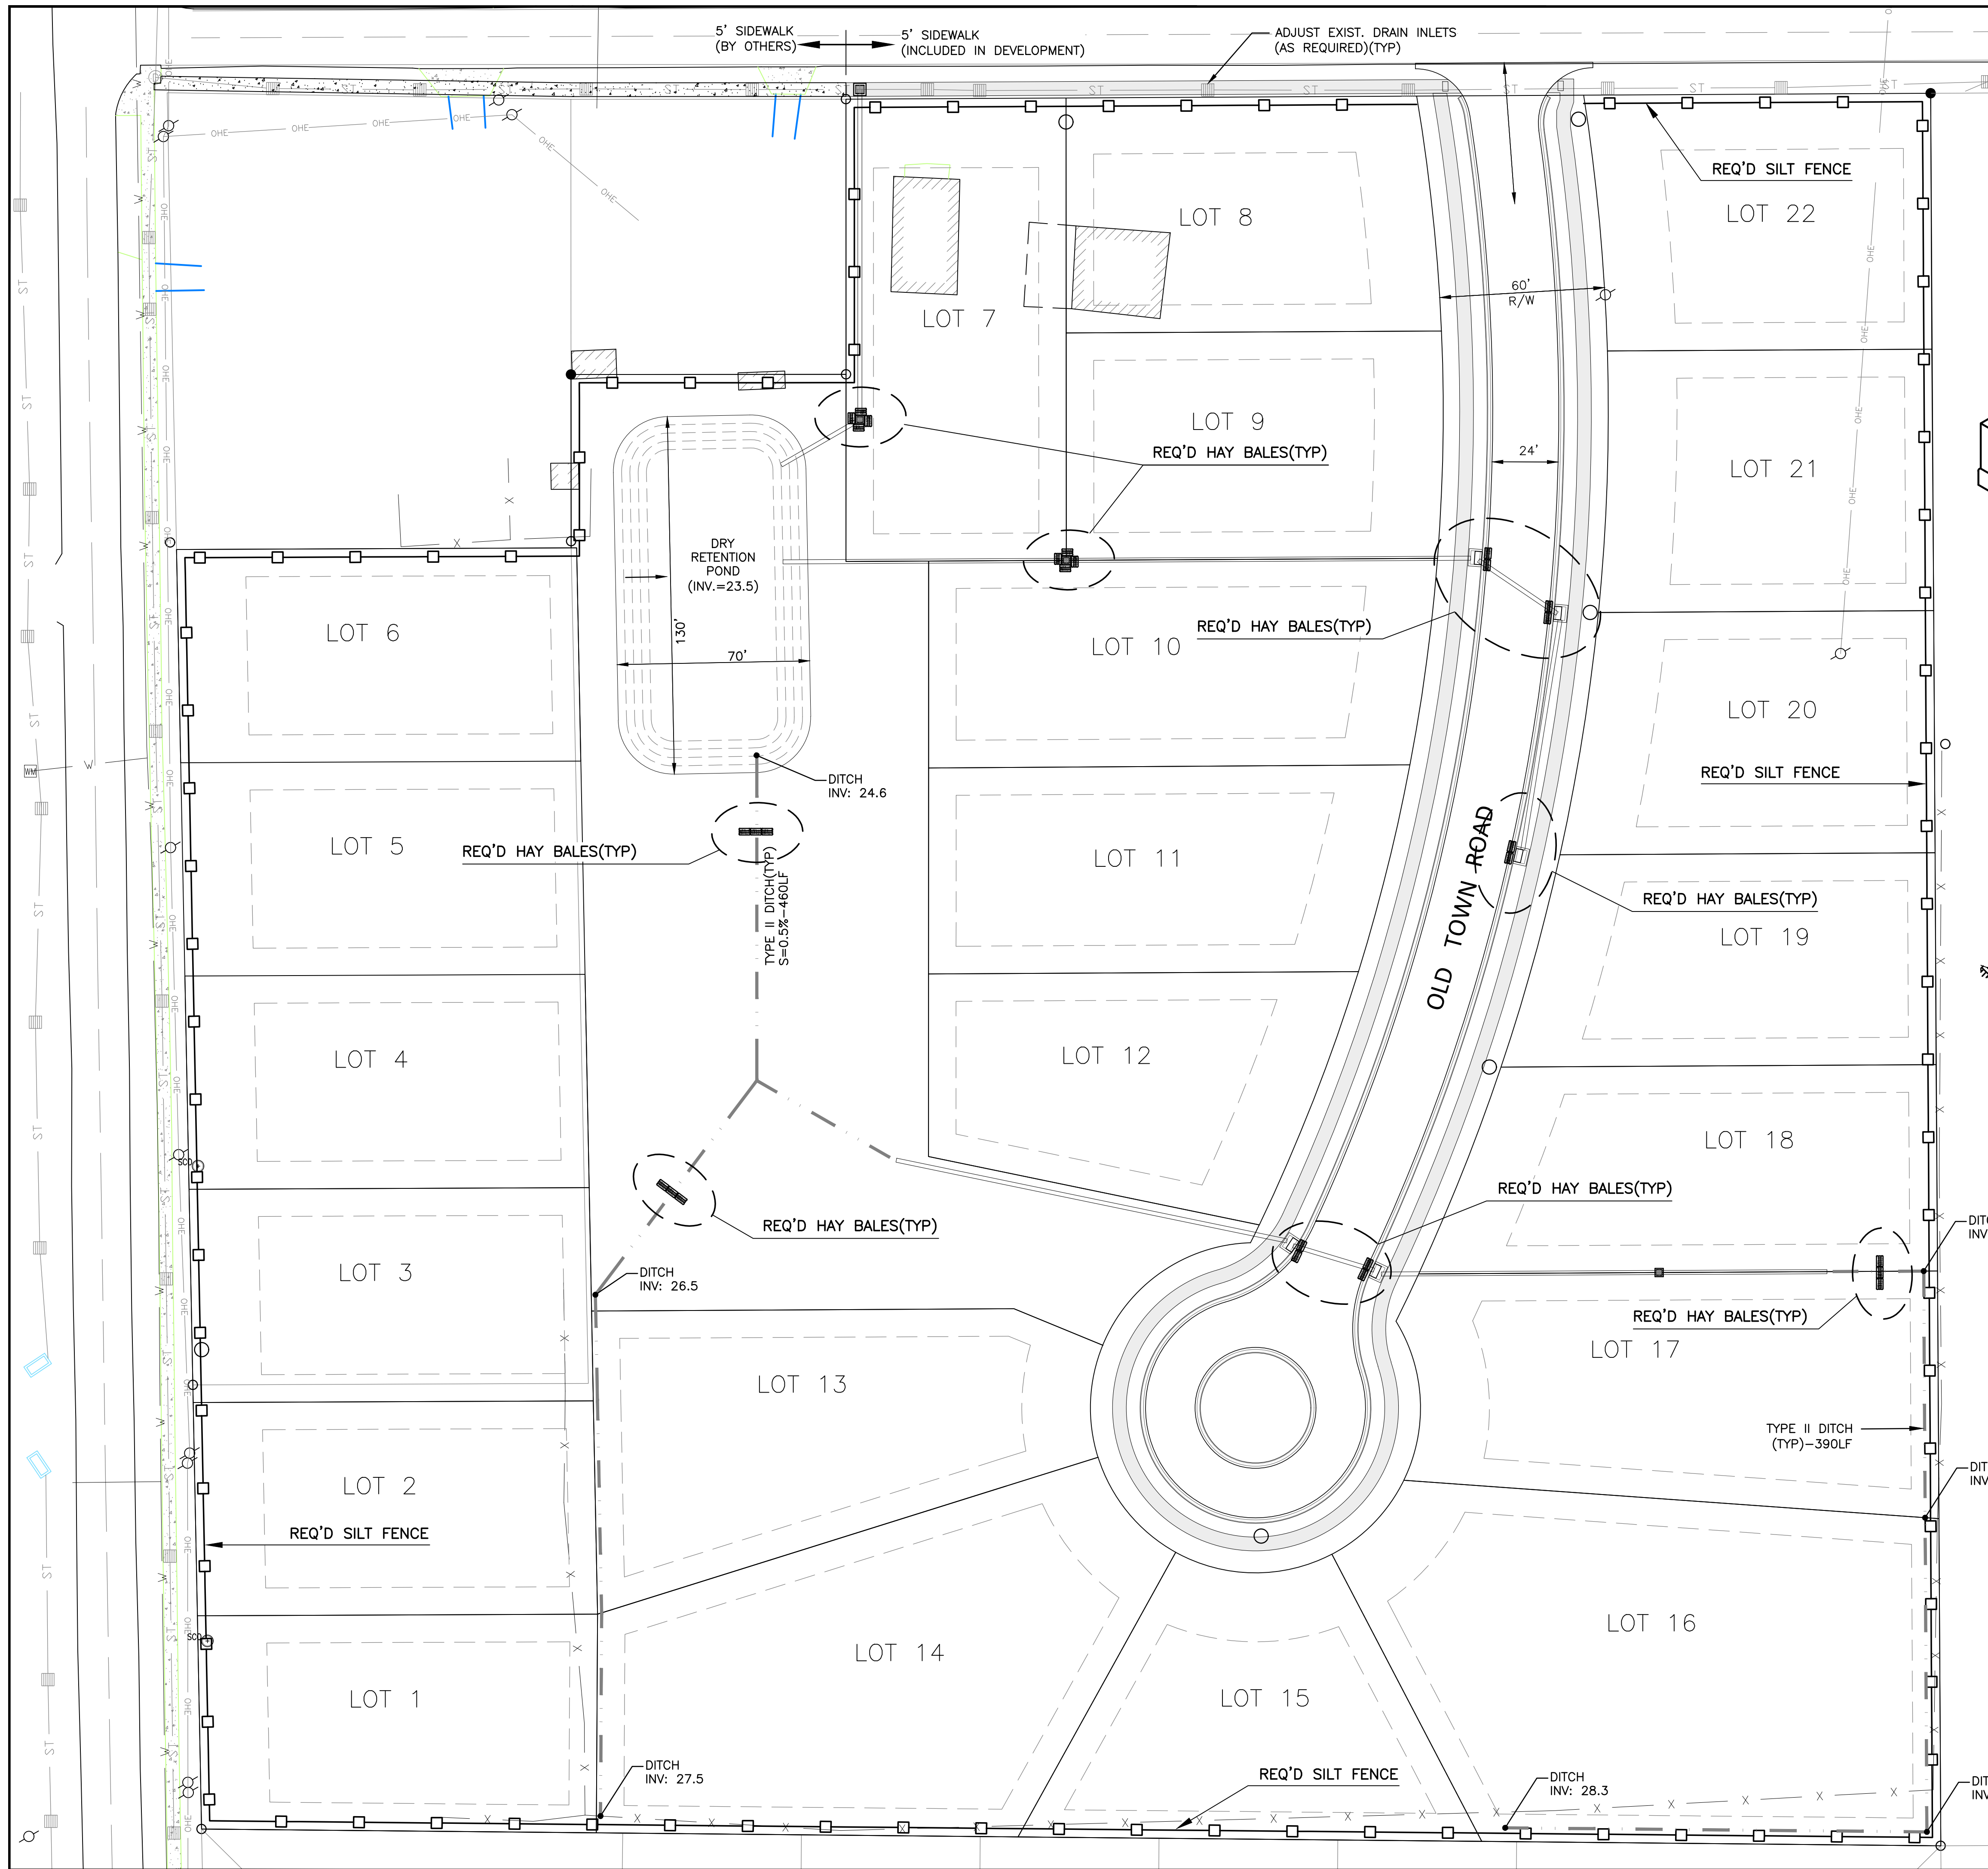 5' SIDEWALK
(BY OTHERS)
5' SIDEWALK
(INCLUDED IN DEVELOPMENT)
ADJUST EXIST. DRAIN INLETS
(AS REQUIRED)(TYP)
REQ'D SILT FENCE
LOT 22
LOT 8
LOT 7
60'
R/W
LOT 9
REQ'D HAY BALES(TYP)
24'
LOT 21
DRY
RETENTION
POND
(INV.=23.5)
130'
70'
LOT 6
LOT 10
REQ'D HAY BALES(TYP)
LOT 20
REQ'D SILT FENCE
DITCH
INV: 24.6
LOT 5
REQ'D HAY BALES(TYP)
TYPE II DITCH(TYP)
S=0.5%-460LF
LOT 11
OLD TOWN ROAD
REQ'D HAY BALES(TYP)
LOT 19
LOT 4
LOT 12
LOT 18
REQ'D HAY BALES(TYP)
REQ'D HAY BALES(TYP)
LOT 3
DITCH
INV: 26.5
REQ'D HAY BALES(TYP)
LOT 17
LOT 13
TYPE II DITCH
(TYP)-390LF
LOT 2
REQ'D SILT FENCE
LOT 16
LOT 14
LOT 1
LOT 15
DITCH
INV: 27.5
REQ'D SILT FENCE
DITCH
INV: 28.3
WM
SCO
SCO
OHE
ST
W
X